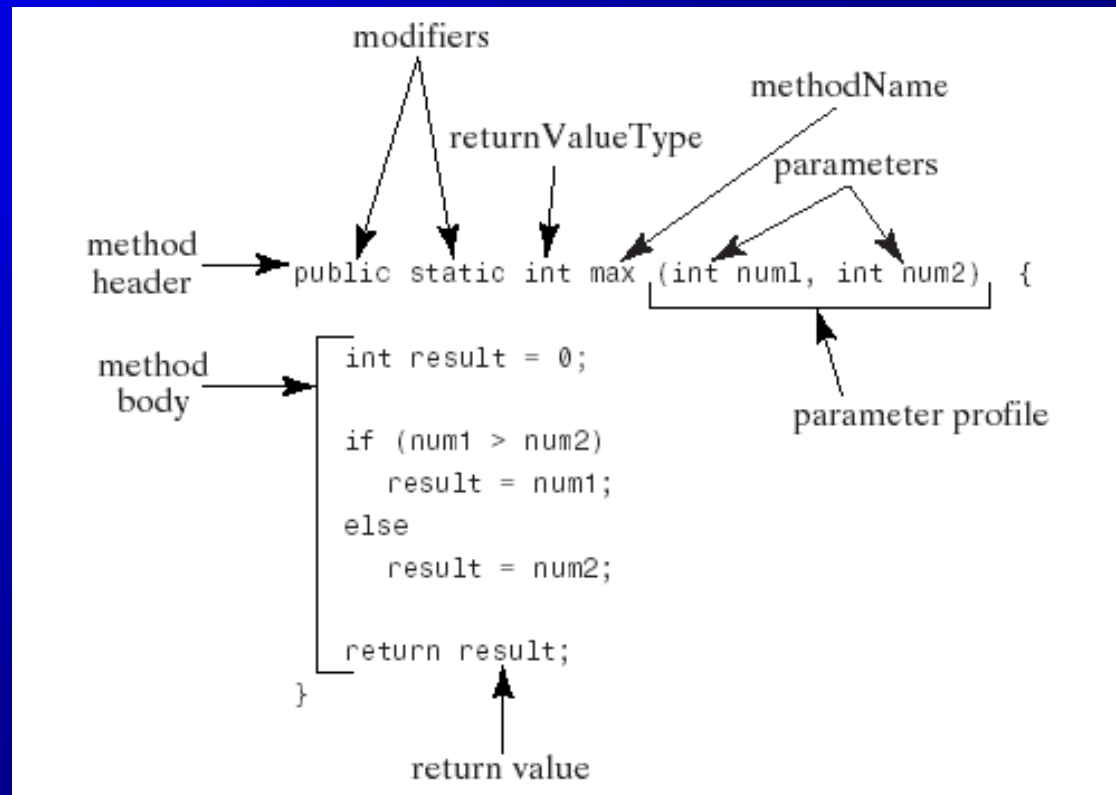 modifiers
methodName
returnValueType
parameters
method
header
public static int max (int num1, int num2) {
parameter profile
method
body
int result = 0;
if (num1 > num2)
result = num1;
else
result = num2;
return result;
}
return value